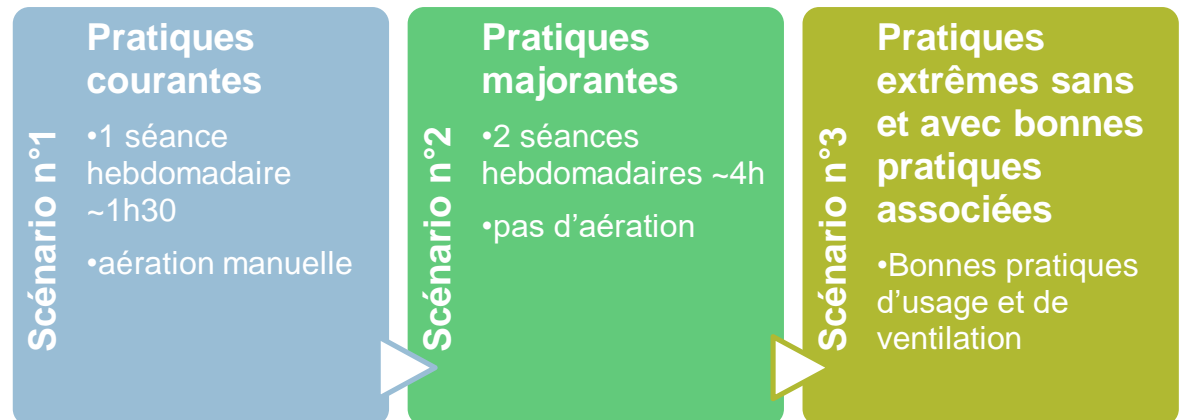 Scénario n°1
Pratiques
courantes
•1 séance
hebdomadaire
~1h30
•aération manuelle
Scénario n°2
Pratiques
majorantes
•2 séances
hebdomadaires ~4h
•pas d’aération
Scénario n°3
Pratiques
extrêmes sans
et avec bonnes
pratiques
associées
•Bonnes pratiques
d’usage et de
ventilation